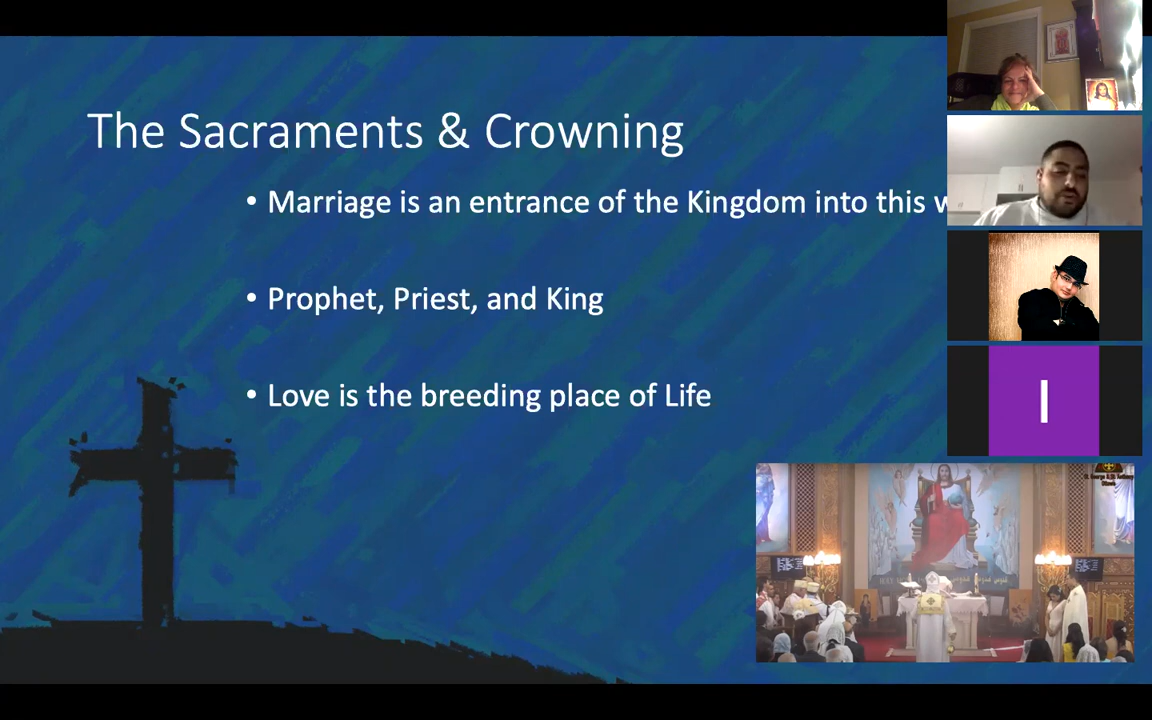 The Sacraments & Crowning
• Marriage is an entrance of the Kingdom into this
• Prophet, Priest, and King
• Love is the breeding place of Life
I